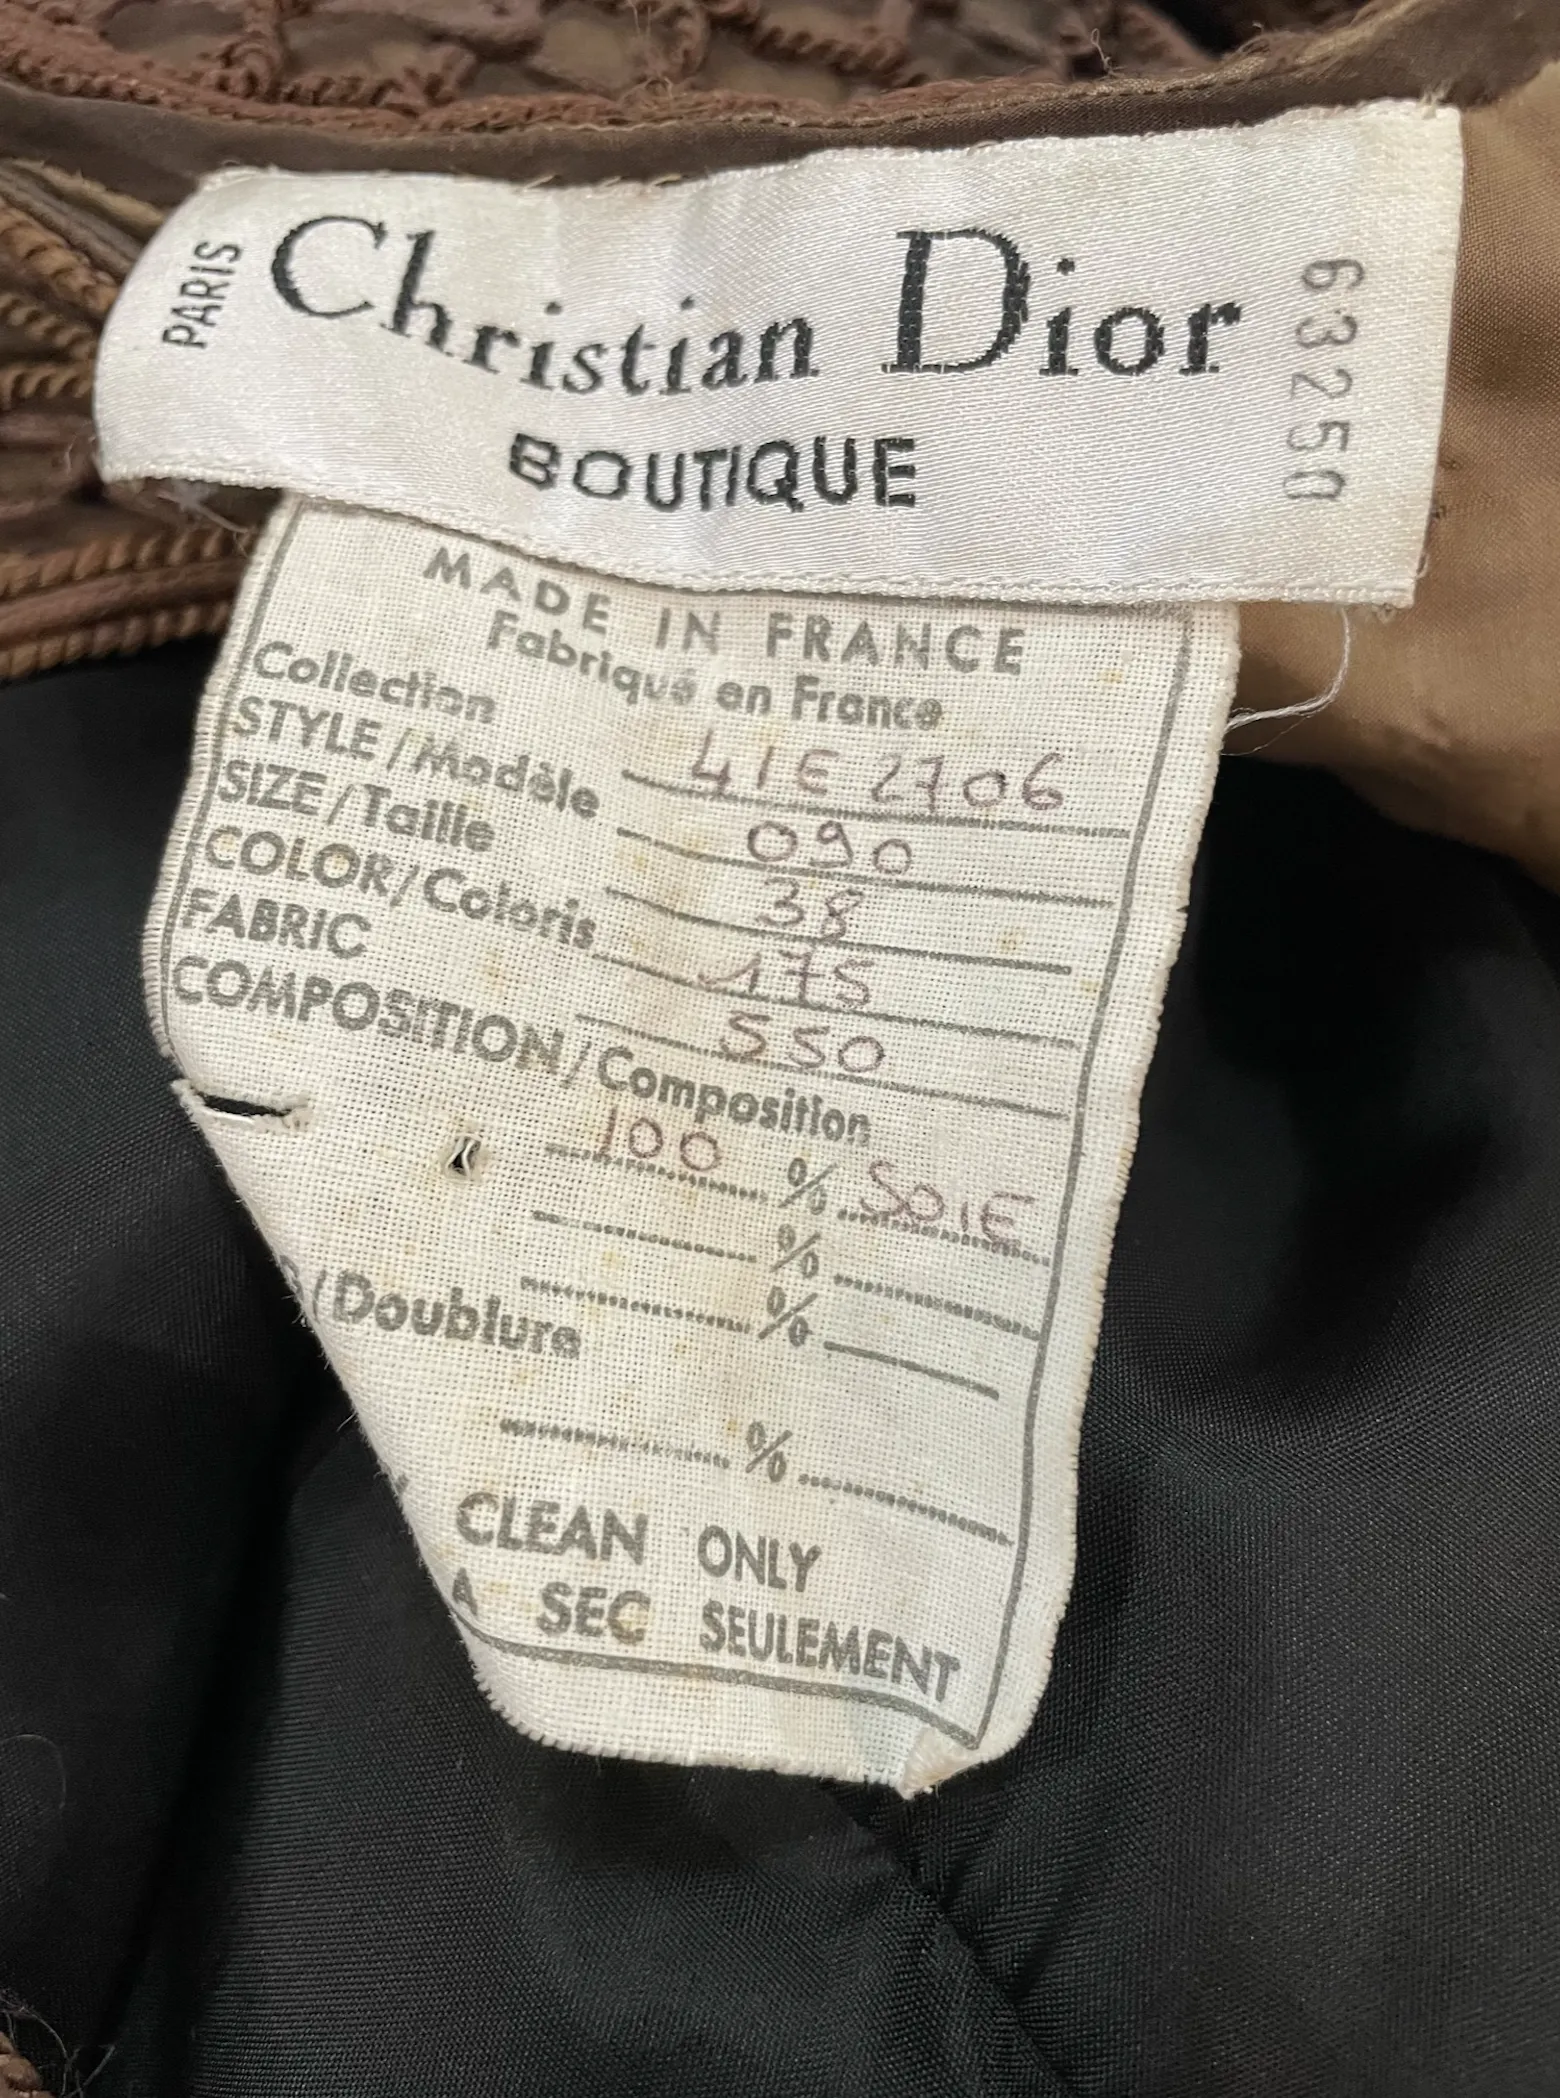 PARIS
Christian Dior
BOUTIQUE
63250
MADE IN FRANCE
Fabriqué en France
Collection 41E2706
STYLE/Modèle 090
SIZE/Taille 38
COLOR/Coloris 175
FABRIC 550
COMPOSITION/Composition
100 % SOIE
%
%
/Doublure
%
CLEAN ONLY
A SEC SEULEMENT